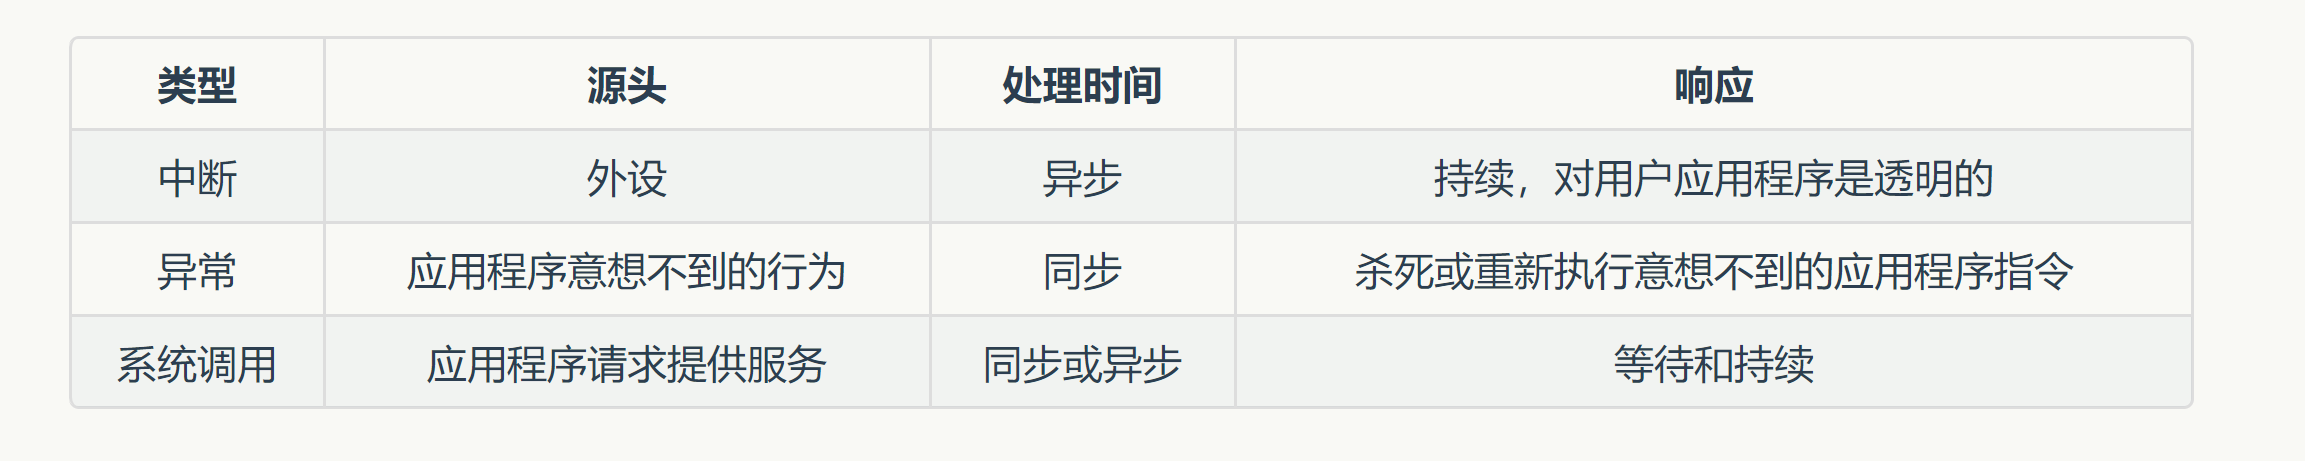 类型 源头 处理时间 响应
中断 外设 异步 持续，对用户应用程序是透明的
异常 应用程序意想不到的行为 同步 杀死或重新执行意想不到的应用程序指令
系统调用 应用程序请求提供服务 同步或异步 等待和持续